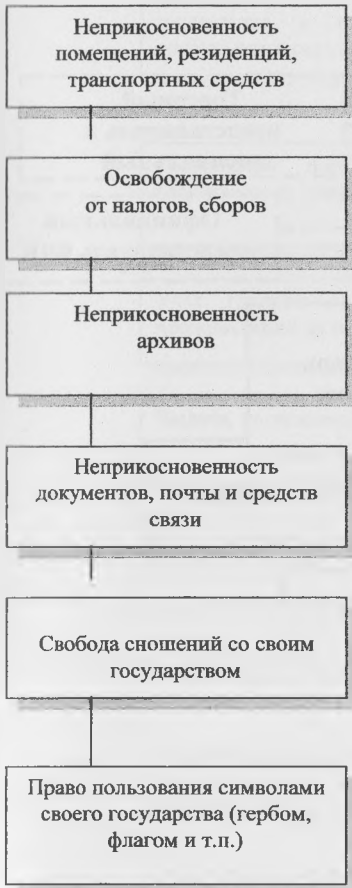 Неприкосновенность
помещений, резиденций,
транспортных средств
Освобождение
от налогов, сборов
Неприкосновенность
архивов
Неприкосновенность
документов, почты и средств
связи
Свобода сношений со своим
государством
Право пользования символами
своего государства (гербом,
флагом и т.п.)